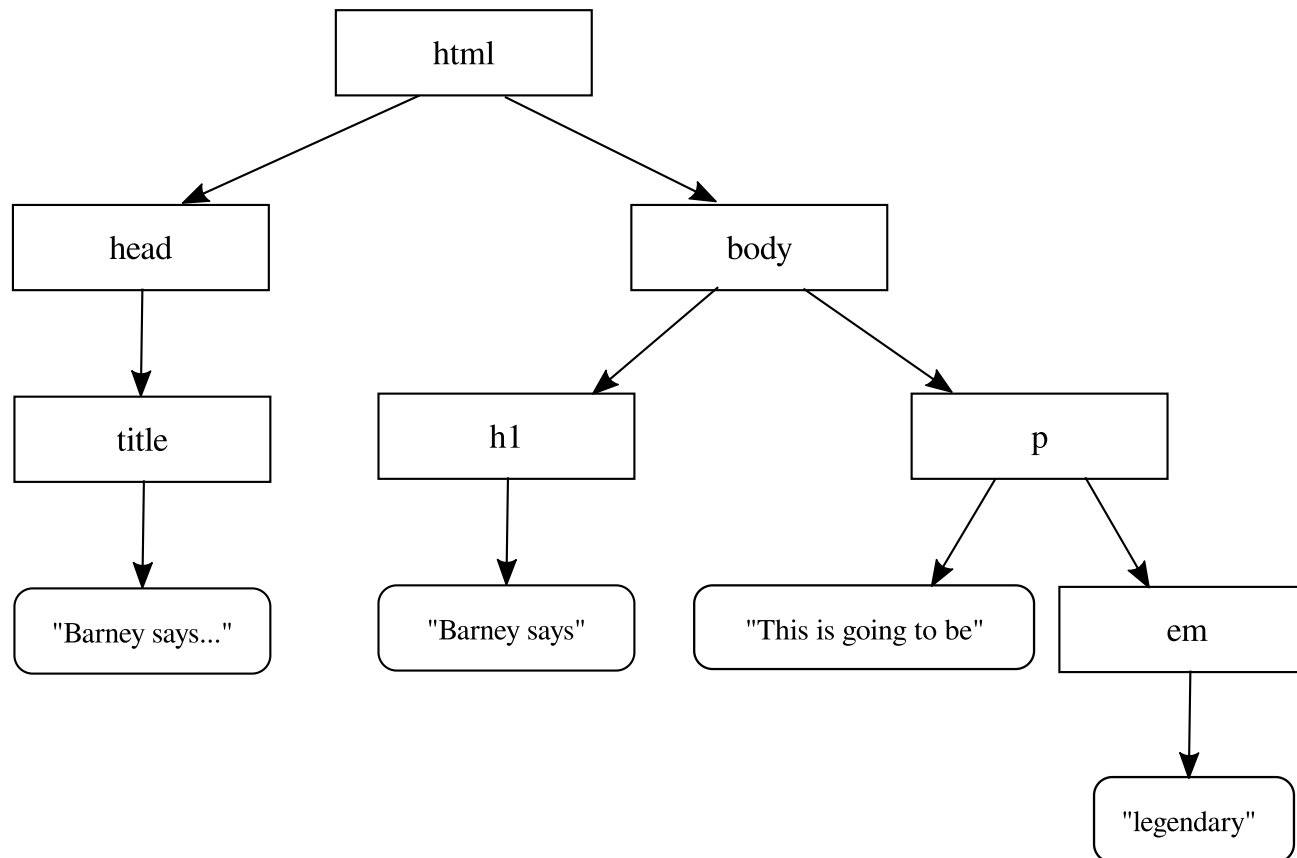 html
head
body
title
h1
p
"Barney says..."
"Barney says"
"This is going to be"
em
"legendary"